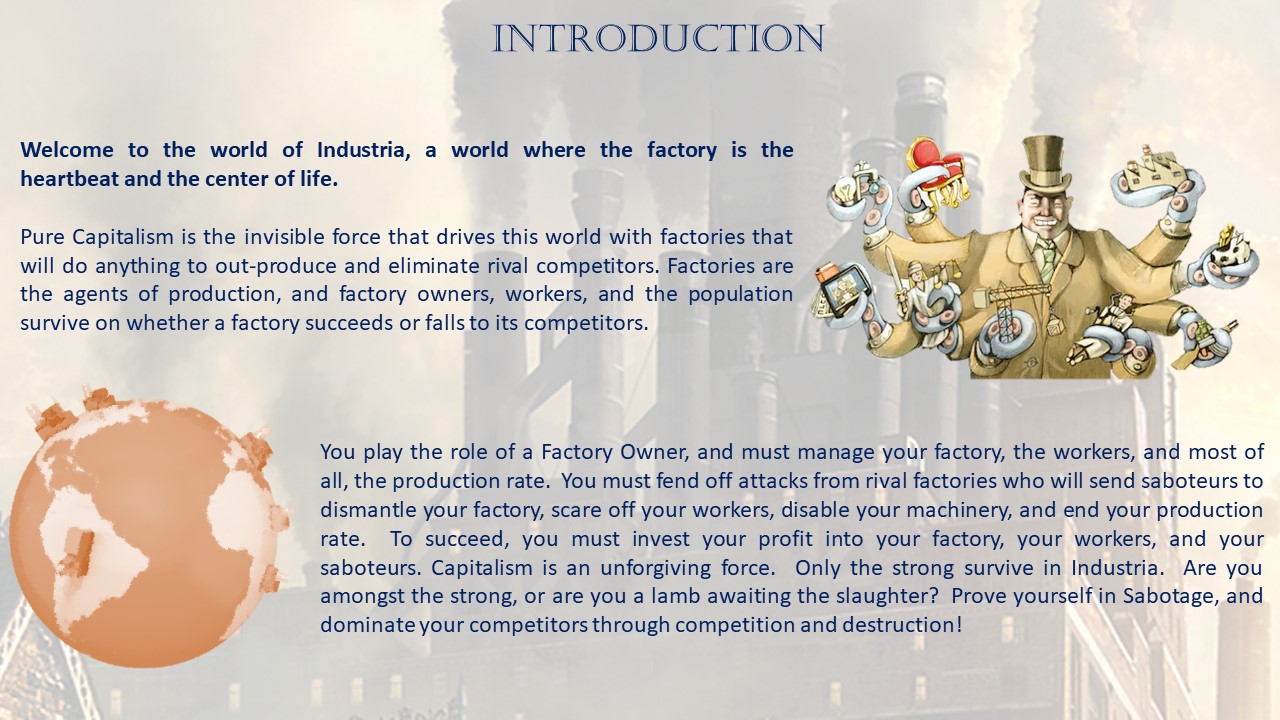 INTRODUCTION
Welcome to the world of Industria, a world where the factory is the
heartbeat and the center of life.
Pure Capitalism is the invisible force that drives this world with factories that
will do anything to out-produce and eliminate rival competitors. Factories are
the agents of production, and factory owners, workers, and the population
survive on whether a factory succeeds or falls to its competitors.
You play the role of a Factory Owner, and must manage your factory, the workers, and most of
all, the production rate.  You must fend off attacks from rival factories who will send saboteurs to
dismantle your factory, scare off your workers, disable your machinery, and end your production
rate.  To succeed, you must invest your profit into your factory, your workers, and your
saboteurs. Capitalism is an unforgiving force.  Only the strong survive in Industria.  Are you
amongst the strong, or are you a lamb awaiting the slaughter?  Prove yourself in Sabotage, and
dominate your competitors through competition and destruction!